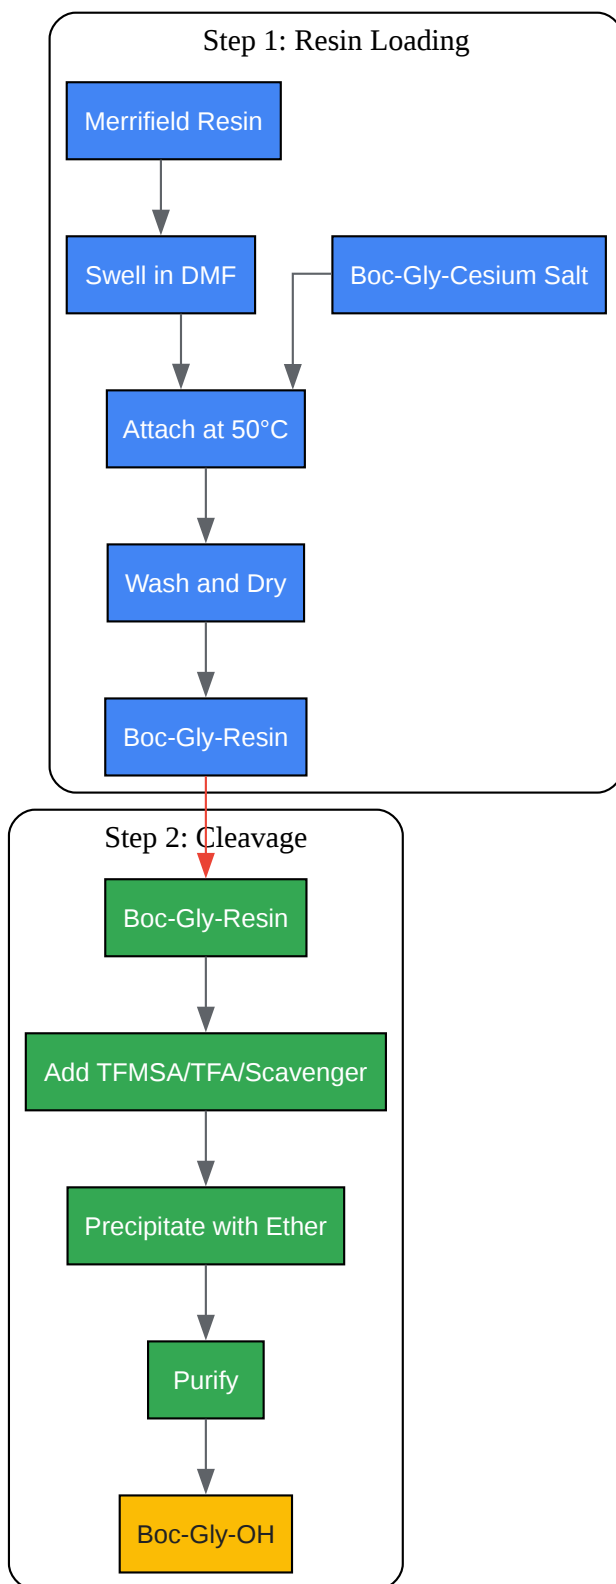 Step 1: Resin Loading
Merrifield Resin
Swell in DMF
Boc-Gly-Cesium Salt
Attach at 50°C
Wash and Dry
Boc-Gly-Resin
Step 2: Cleavage
Boc-Gly-Resin
Add TFMSA/TFA/Scavenger
Precipitate with Ether
Purify
Boc-Gly-OH